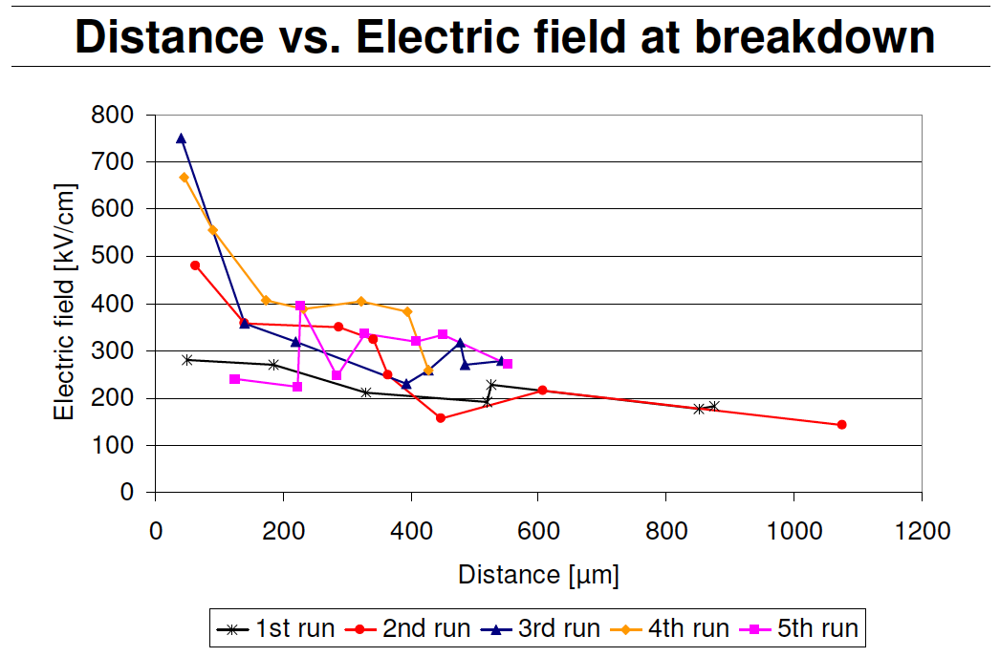 Distance vs. Electric field at breakdown
800
700
600
500
400
300
200
100
0
Electric field [kV/cm]
0 200 400 600 800 1000 1200
Distance [µm]
1st run 2nd run 3rd run 4th run 5th run